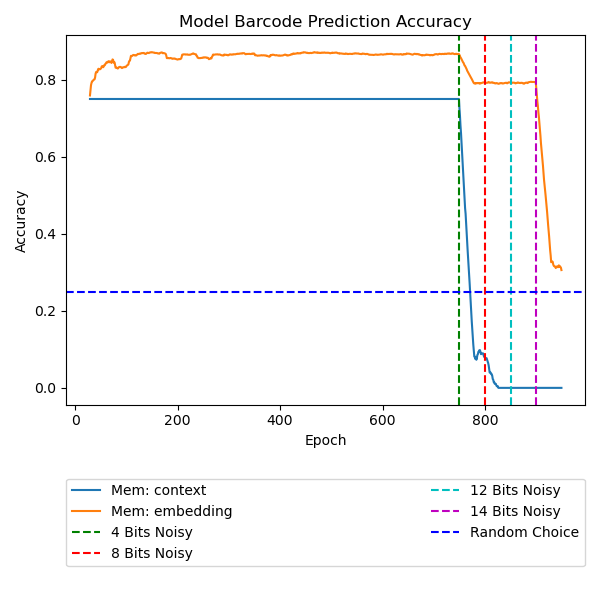 Model Barcode Prediction Accuracy
0.8
0.6
0.4
0.2
0.0
Accuracy
0 200 400 600 800
Epoch
Mem: context
Mem: embedding
4 Bits Noisy
8 Bits Noisy
12 Bits Noisy
14 Bits Noisy
Random Choice